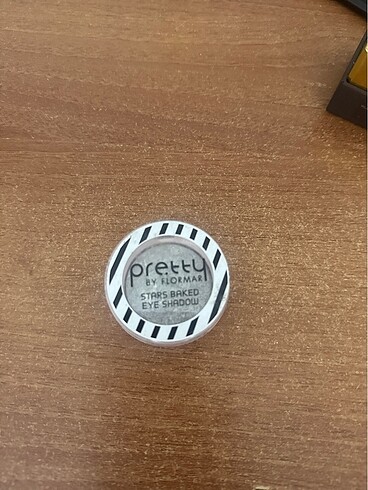 pretty
BY FLORMAR
STARS BAKED
EYE SHADOW